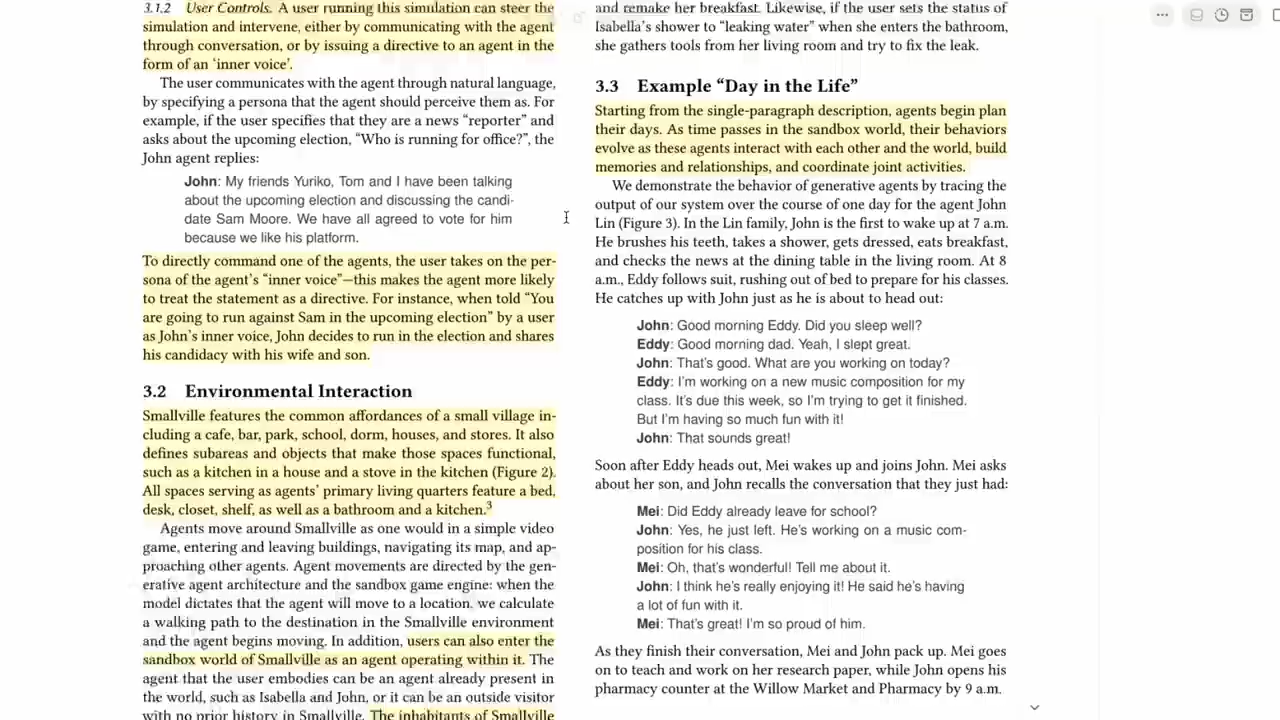 3.1.2 User Controls. A user running this simulation can steer the
simulation and intervene, either by communicating with the agent
through conversation, or by issuing a directive to an agent in the
form of an ‘inner voice’.
The user communicates with the agent through natural language,
by specifying a persona that the agent should perceive them as. For
example, if the user specifies that they are a news “reporter” and
asks about the upcoming election, “Who is running for office?”, the
John agent replies:
John: My friends Yuriko, Tom and I have been talking
about the upcoming election and discussing the candi-
date Sam Moore. We have all agreed to vote for him
because we like his platform.
To directly command one of the agents, the user takes on the per-
sona of the agent’s “inner voice”—this makes the agent more likely
to treat the statement as a directive. For instance, when told “You
are going to run against Sam in the upcoming election” by a user
as John’s inner voice, John decides to run in the election and shares
his candidacy with his wife and son.
3.2 Environmental Interaction
Smallville features the common affordances of a small village in-
cluding a cafe, bar, park, school, dorm, houses, and stores. It also
defines subareas and objects that make those spaces functional,
such as a kitchen in a house and a stove in the kitchen (Figure 2).
All spaces serving as agents’ primary living quarters feature a bed,
desk, closet, shelf, as well as a bathroom and a kitchen.3
Agents move around Smallville as one would in a simple video
game, entering and leaving buildings, navigating its map, and ap-
proaching other agents. Agent movements are directed by the gen-
erative agent architecture and the sandbox game engine: when the
model dictates that the agent will move to a location, we calculate
a walking path to the destination in the Smallville environment
and the agent begins moving. In addition, users can also enter the
sandbox world of Smallville as an agent operating within it. The
agent that the user embodies can be an agent already present in
the world, such as Isabella and John, or it can be an outside visitor
with no prior history in Smallville. The inhabitants of Smallville
and remake her breakfast. Likewise, if the user sets the status of
Isabella’s shower to “leaking water” when she enters the bathroom,
she gathers tools from her living room and try to fix the leak.
3.3 Example “Day in the Life”
Starting from the single-paragraph description, agents begin plan
their days. As time passes in the sandbox world, their behaviors
evolve as these agents interact with each other and the world, build
memories and relationships, and coordinate joint activities.
We demonstrate the behavior of generative agents by tracing the
output of our system over the course of one day for the agent John
Lin (Figure 3). In the Lin family, John is the first to wake up at 7 a.m.
He brushes his teeth, takes a shower, gets dressed, eats breakfast,
and checks the news at the dining table in the living room. At 8
a.m., Eddy follows suit, rushing out of bed to prepare for his classes.
He catches up with John just as he is about to head out:
John: Good morning Eddy. Did you sleep well?
Eddy: Good morning dad. Yeah, I slept great.
John: That’s good. What are you working on today?
Eddy: I’m working on a new music composition for my
class. It’s due this week, so I’m trying to get it finished.
But I’m having so much fun with it!
John: That sounds great!
Soon after Eddy heads out, Mei wakes up and joins John. Mei asks
about her son, and John recalls the conversation that they just had:
Mei: Did Eddy already leave for school?
John: Yes, he just left. He’s working on a music com-
position for his class.
Mei: Oh, that’s wonderful! Tell me about it.
John: I think he’s really enjoying it! He said he’s having
a lot of fun with it.
Mei: That’s great! I’m so proud of him.
As they finish their conversation, Mei and John pack up. Mei goes
on to teach and work on her research paper, while John opens his
pharmacy counter at the Willow Market and Pharmacy by 9 a.m.